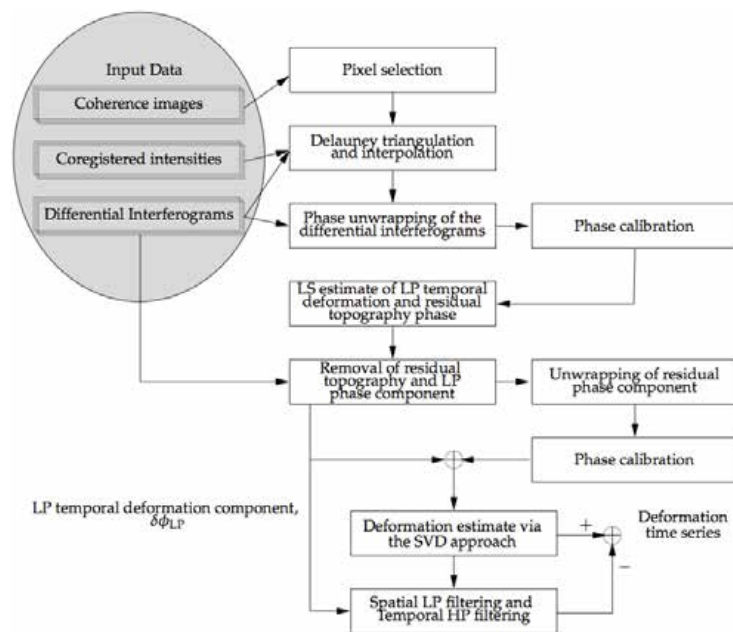 Input Data
Coherence images
Coregistered intensities
Differential Interferograms
Pixel selection
Delauney triangulation
and interpolation
Phase unwrapping of the
differential interferograms
Phase calibration
LS estimate of LP temporal
deformation and residual
topography phase
Removal of residual
topography and LP
phase component
Unwrapping of residual
phase component
Phase calibration
LP temporal deformation component,
δϕLP
Deformation estimate via
the SVD approach
+
−
Deformation
time series
Spatial LP filtering and
Temporal HP filtering